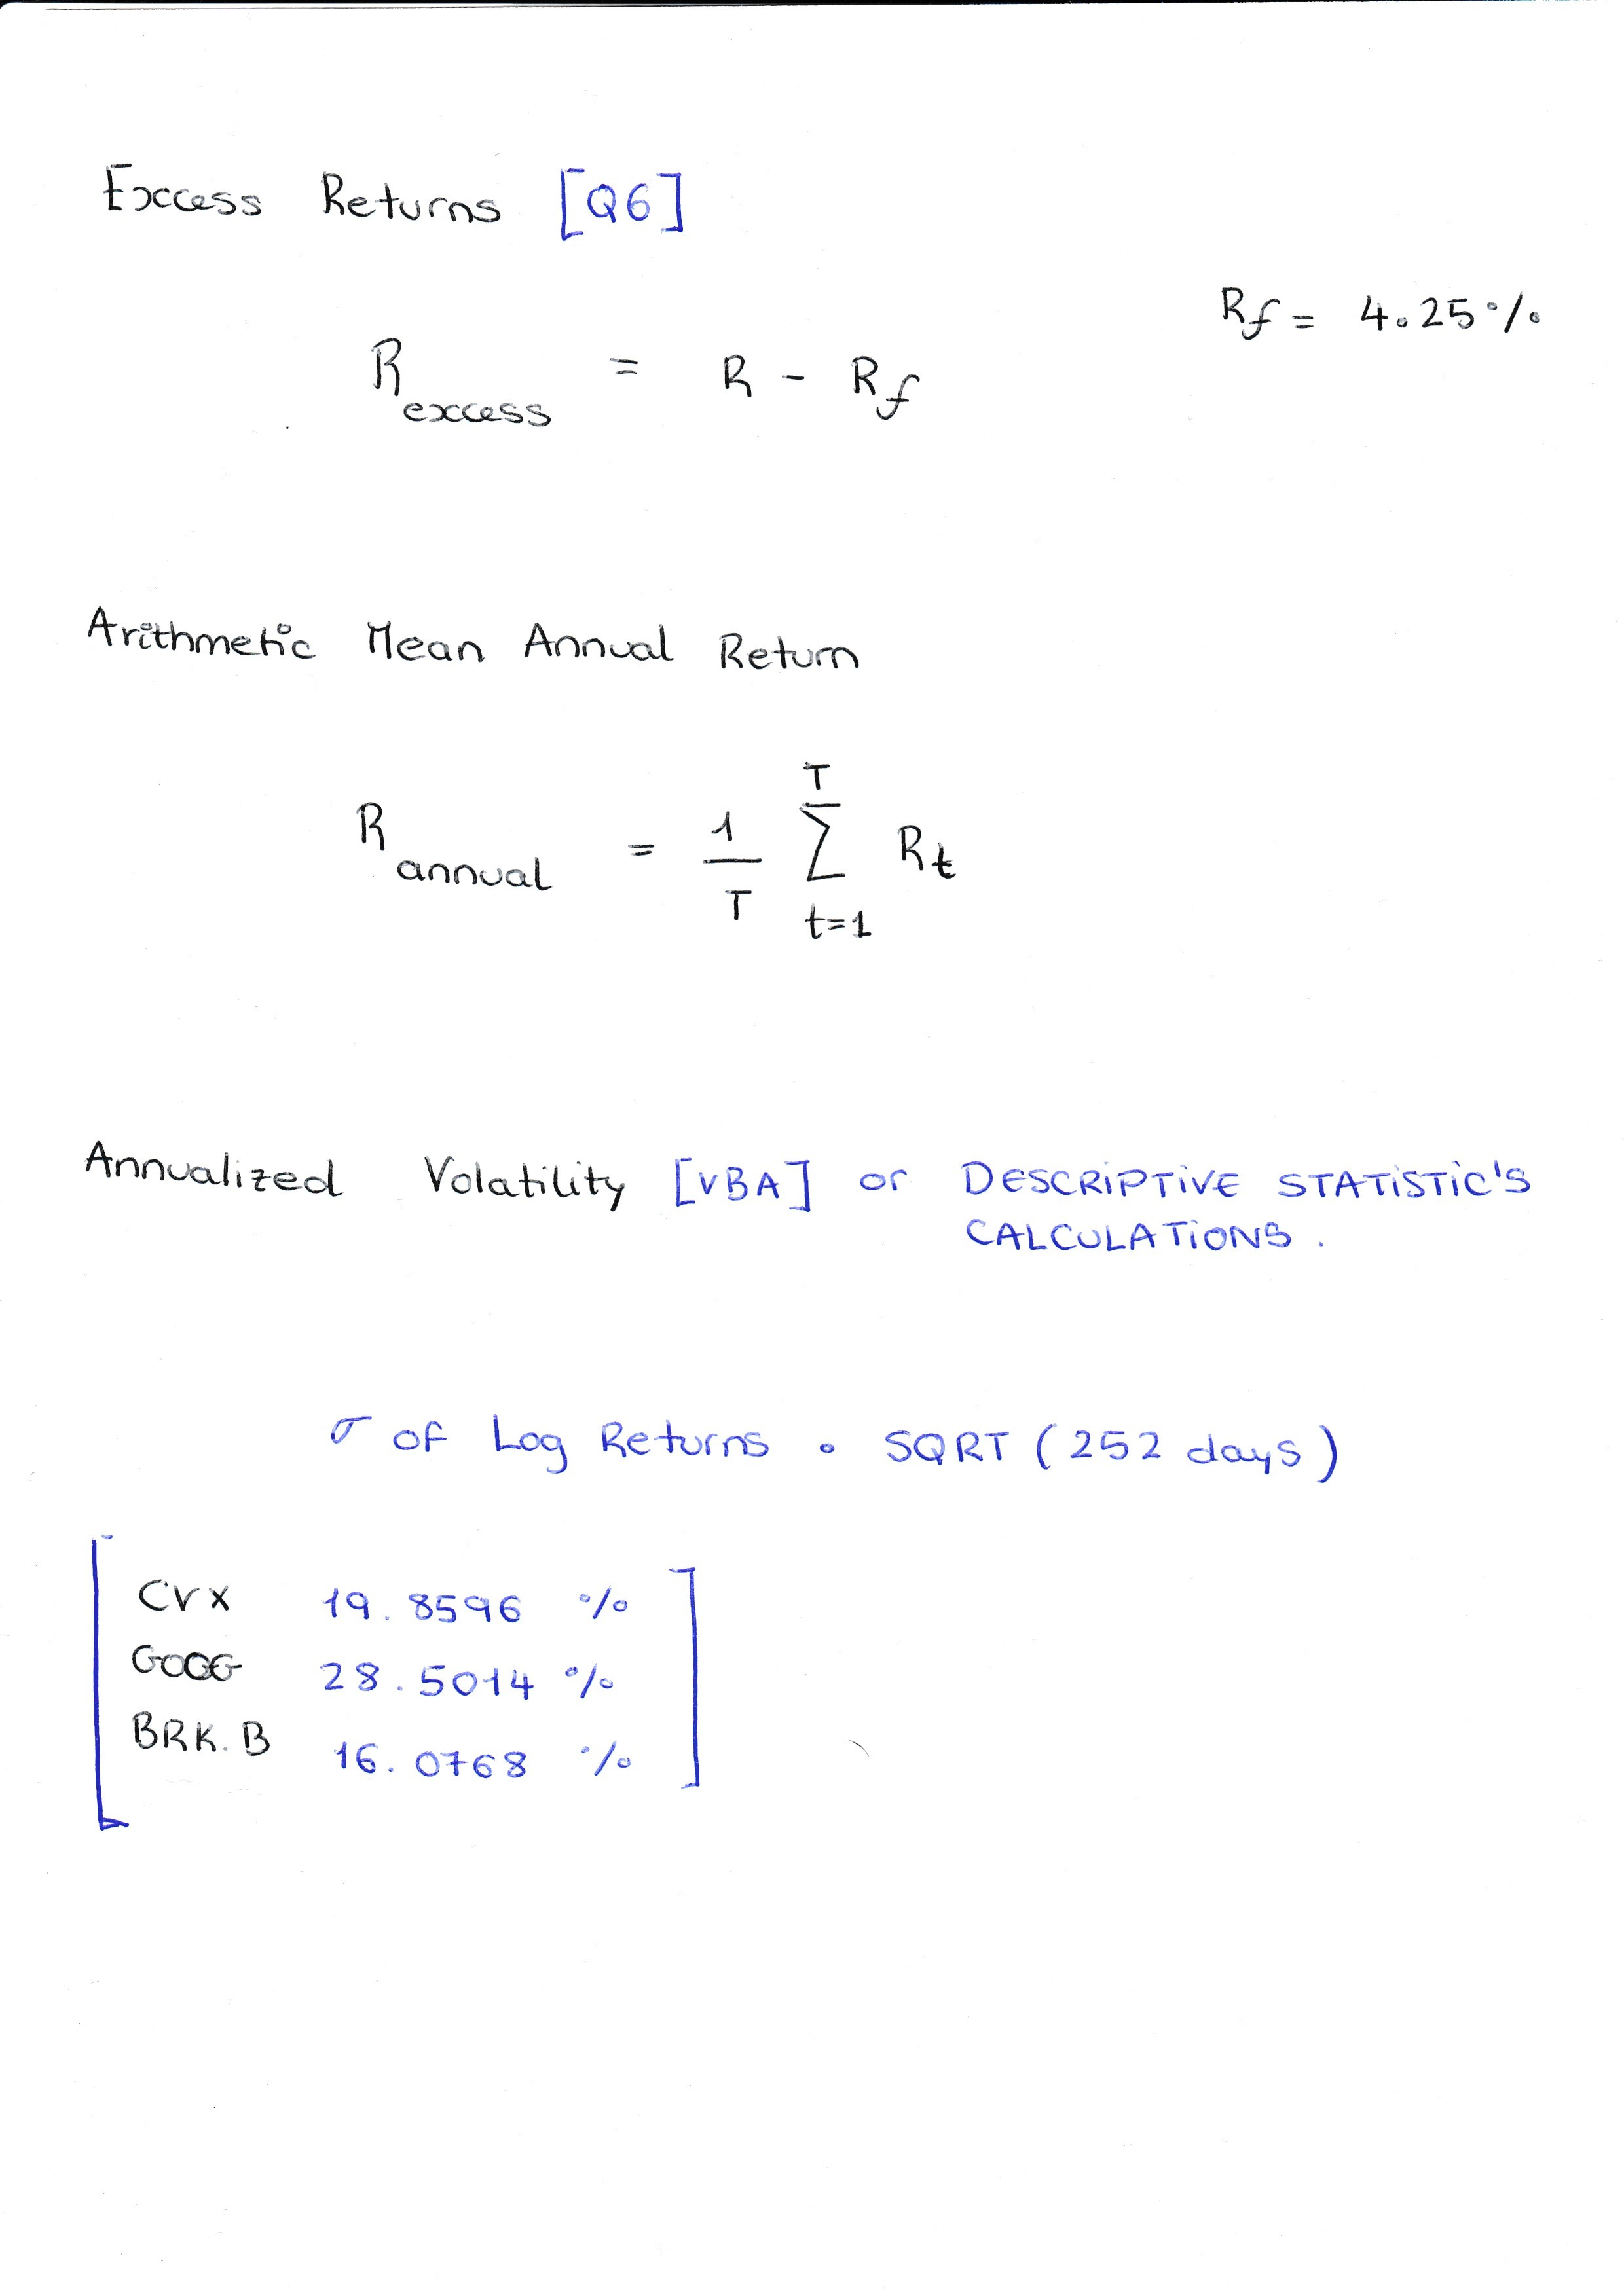 Excess Returns [Q6]
Rf = 4.25%
R excess = R - Rf
Arithmetic Mean Annual Return
R annual = 1/T T ∑ t=1 Rt
Annualized Volatility [VBA] or DESCRIPTIVE STATISTIC'S
CALCULATIONS.
σ of Log Returns • SQRT (252 days)
CVX 19.8596 %
GOGG 28.5014 %
BRK.B 16.0768 %